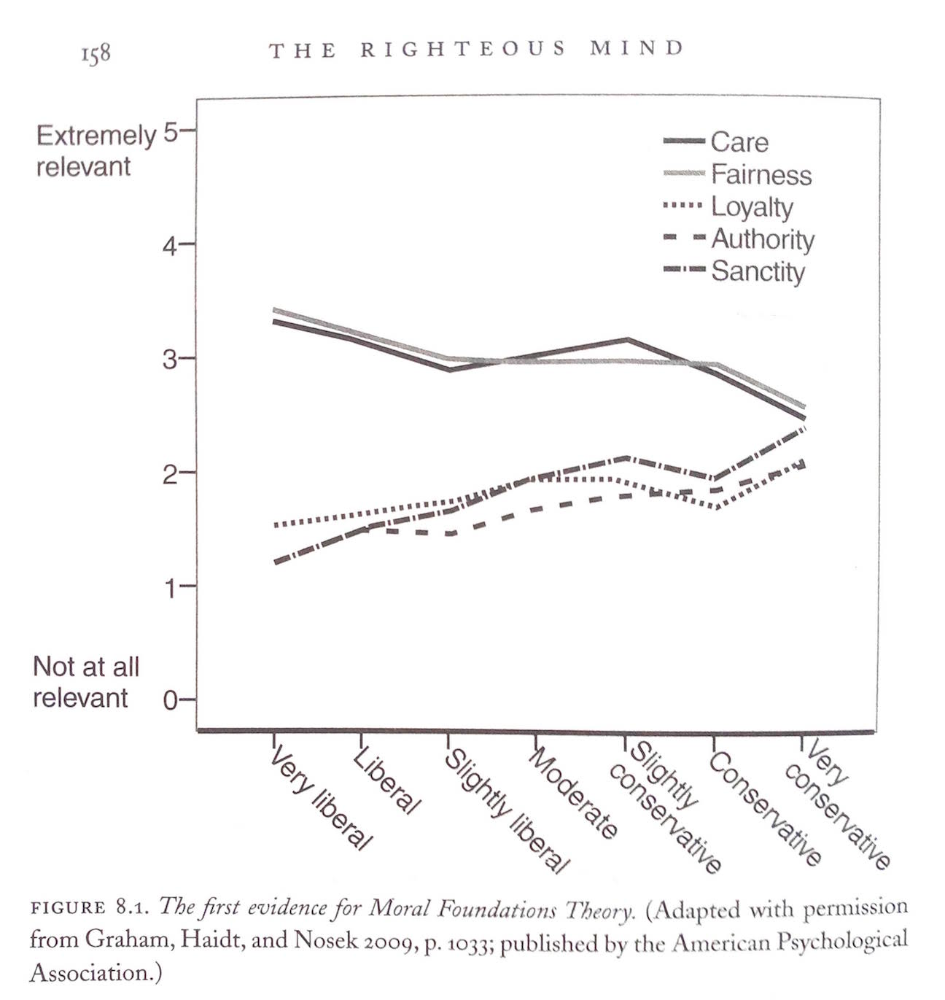 158
THE RIGHTEOUS MIND
Extremely 5
relevant
4
3
2
1
Not at all
relevant 0
Care
Fairness
Loyalty
Authority
Sanctity
Very liberal
Liberal
Slightly liberal
Moderate
Slightly
conservative
Conservative
Very
conservative
FIGURE 8.1. The first evidence for Moral Foundations Theory. (Adapted with permission
from Graham, Haidt, and Nosek 2009, p. 1033; published by the American Psychological
Association.)